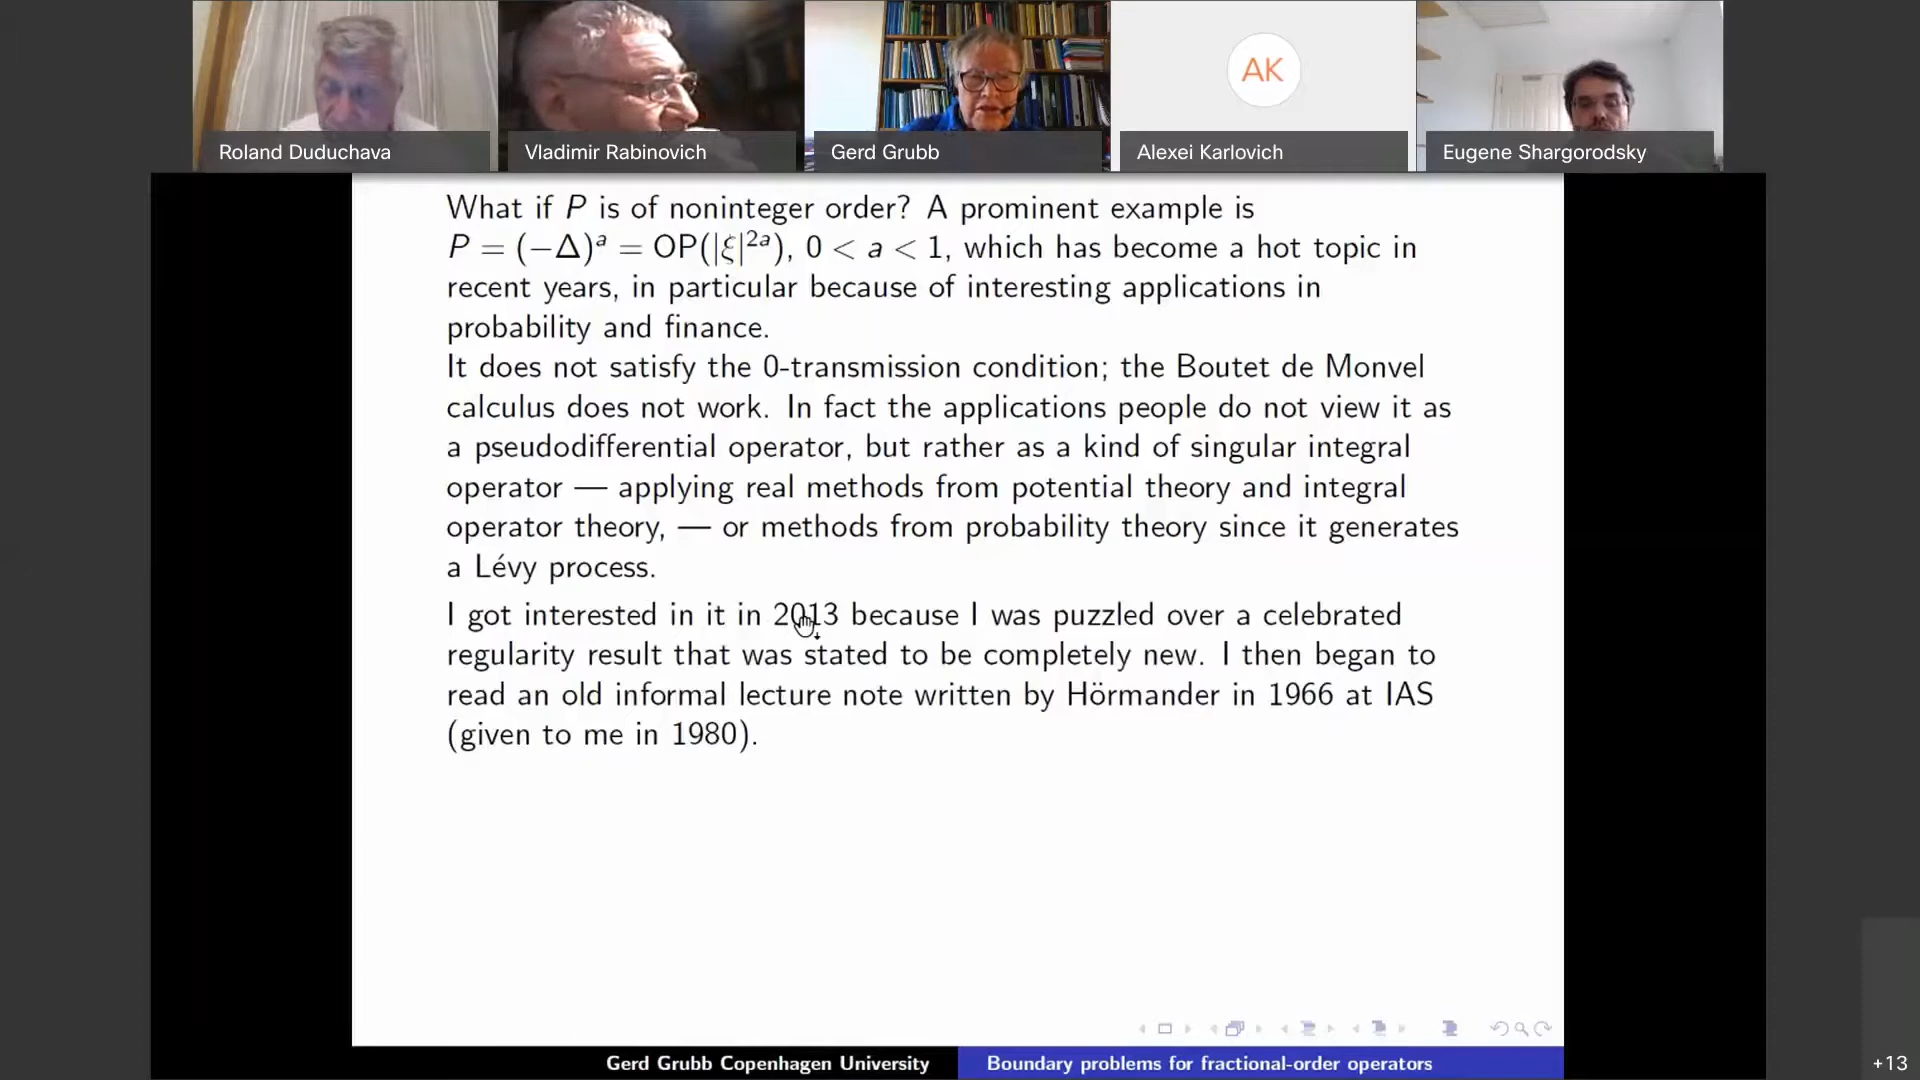 Roland Duduchava
Vladimir Rabinovich
Gerd Grubb
AK
Alexei Karlovich
Eugene Shargorodsky
What if P is of noninteger order? A prominent example is
P = (−Δ)ᵃ = OP(|ξ|²ᵃ), 0 < a < 1, which has become a hot topic in
recent years, in particular because of interesting applications in
probability and finance.
It does not satisfy the 0-transmission condition; the Boutet de Monvel
calculus does not work. In fact the applications people do not view it as
a pseudodifferential operator, but rather as a kind of singular integral
operator — applying real methods from potential theory and integral
operator theory, — or methods from probability theory since it generates
a Lévy process.
I got interested in it in 2013 because I was puzzled over a celebrated
regularity result that was stated to be completely new. I then began to
read an old informal lecture note written by Hörmander in 1966 at IAS
(given to me in 1980).
Gerd Grubb Copenhagen University
Boundary problems for fractional-order operators
+13